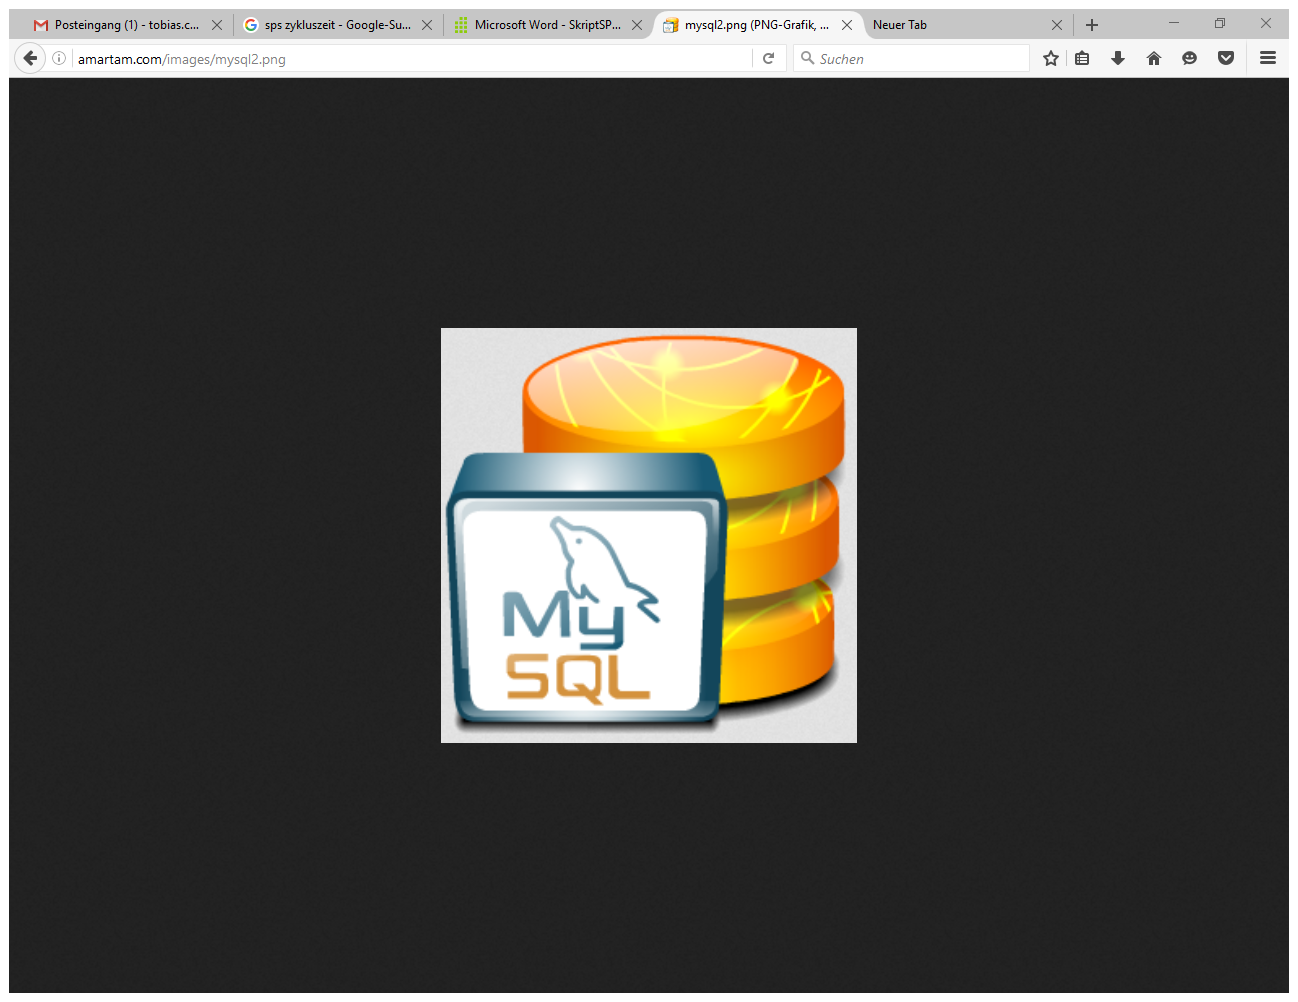 Posteingang (1) - tobias.c...
sps zykluszeit - Google-Su...
Microsoft Word - SkriptSP...
mysql2.png (PNG-Grafik, ...
Neuer Tab
amartam.com/images/mysql2.png
Suchen
My
SQL